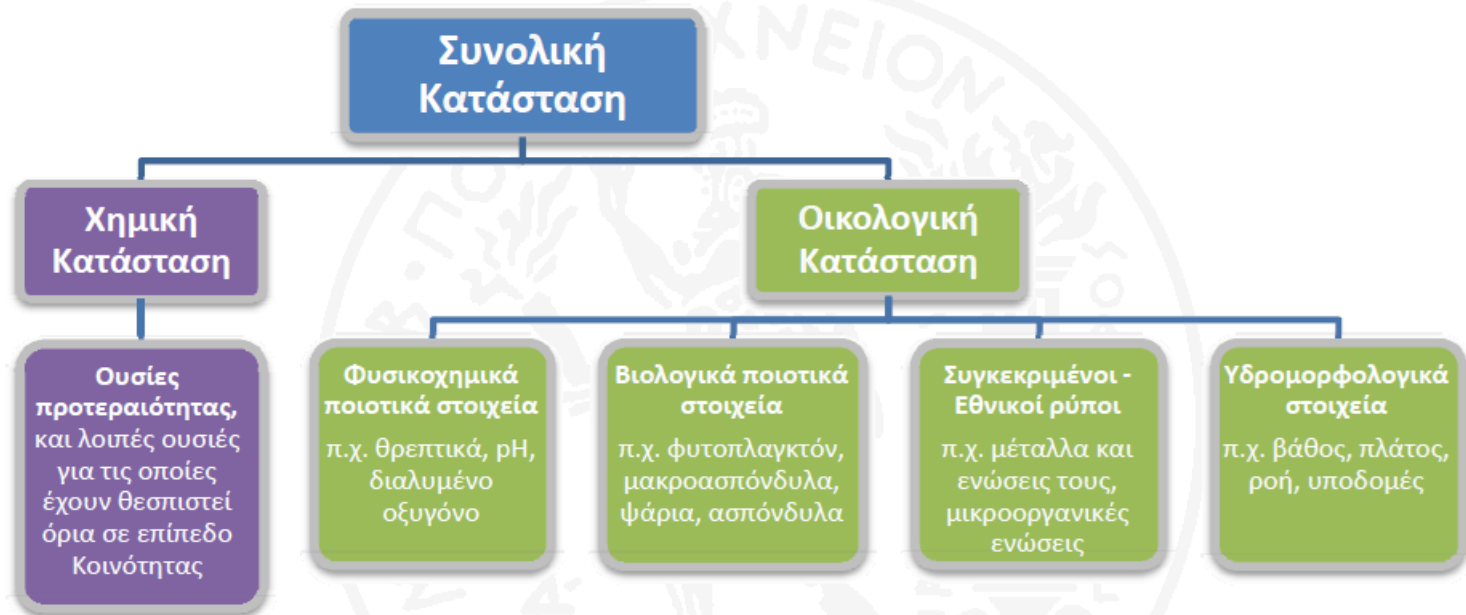 Συνολική
Κατάσταση
Χημική
Κατάσταση
Οικολογική
Κατάσταση
Ουσίες
προτεραιότητας,
και λοιπές ουσιές
για τις οποίες
έχουν θεσπιστεί
όρια σε επίπεδο
Κοινότητας
Φυσικοχημικά
ποιοτικά στοιχεία
π.χ. θρεπτικά, pH,
διαλυμένο
οξυγόνο
Βιολογικά ποιοτικά
στοιχεία
π.χ. φυτοπλαγκτόν,
μακροασπόνδυλα,
ψάρια, ασπόνδυλα
Συγκεκριμένοι -
Εθνικοί ρύποι
π.χ. μέταλλα και
ενώσεις τους,
μικροοργανικές
ενώσεις
Υδρομορφολογικά
στοιχεία
π.χ. βάθος, πλάτος,
ροή, υποδομές